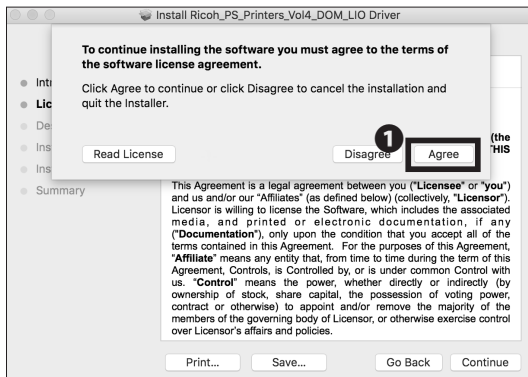 Install Ricoh_PS_Printers_Vol4_DOM_LIO Driver
To continue installing the software you must agree to the terms of
the software license agreement.
Click Agree to continue or click Disagree to cancel the installation and
quit the Installer.
Read License
Disagree
1
Agree
Summary
(the
This Agreement is a legal agreement between you ("Licensee" or "you")
and us and/or our "Affiliates" (as defined below) (collectively, "Licensor").
Licensor is willing to license the Software, which includes the associated
media, and printed or electronic documentation, if any
("Documentation"), only upon the condition that you accept all of the
terms contained in this Agreement. For the purposes of this Agreement,
"Affiliate" means any entity that, from time to time during the term of this
Agreement, Controls, is Controlled by, or is under common Control with
us. "Control" means the power, whether directly or indirectly (by
ownership of stock, share capital, the possession of voting power,
contract or otherwise) to appoint and/or remove the majority of the
members of the governing body of Licensor, or otherwise exercise control
over Licensor's affairs and policies.
Print...
Save...
Go Back
Continue